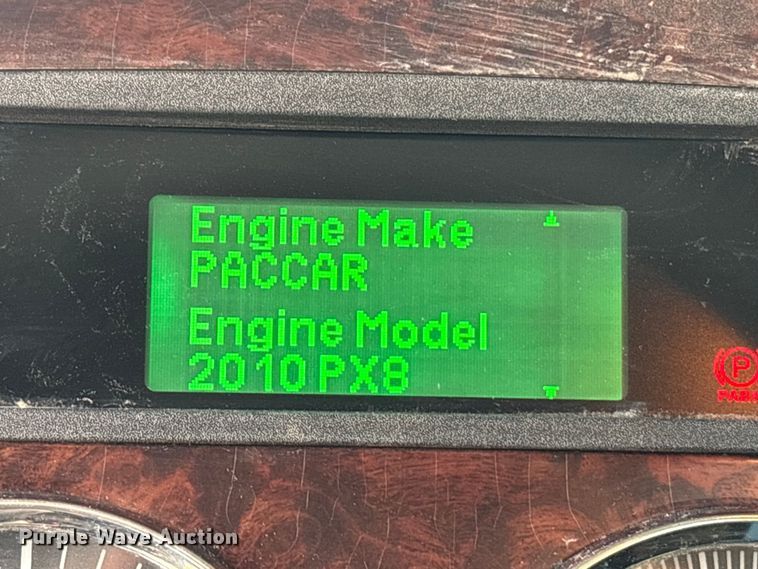 Engine Make
PACCAR
Engine Model
2010 PX8
P
Purple Wave Auction